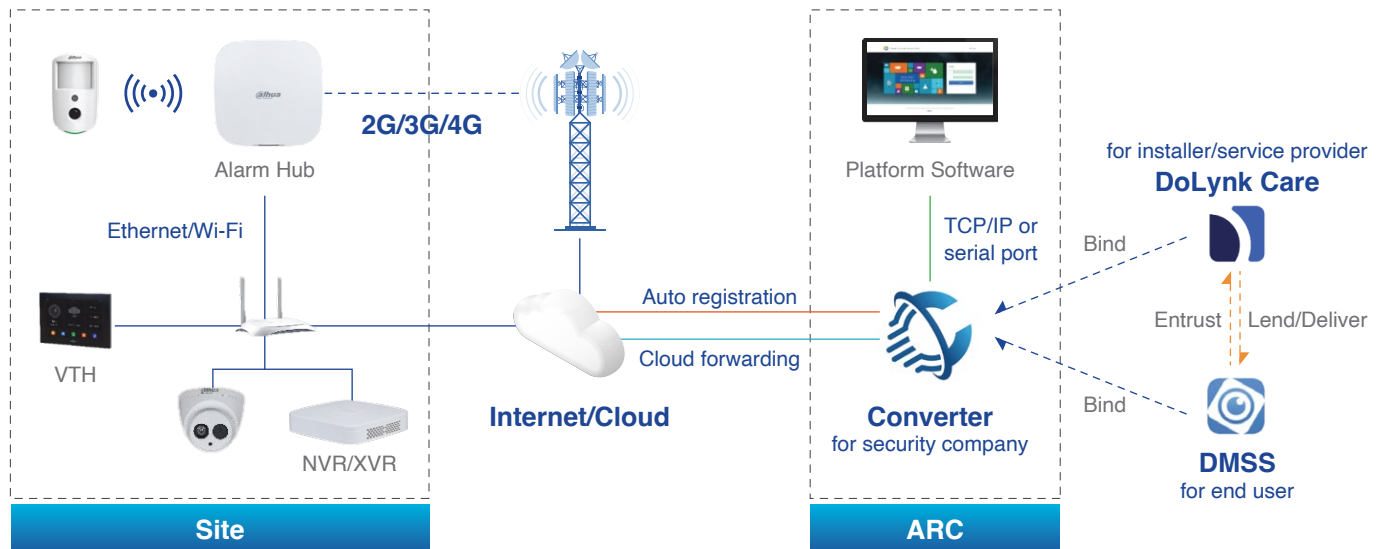 alhua
2G/3G/4G
Alarm Hub
Ethernet/Wi-Fi
VTH
NVR/XVR
Site
Internet/Cloud
Auto registration
Cloud forwarding
Platform Software
TCP/IP or
serial port
Converter
for security company
ARC
for installer/service provider
DoLynk Care
Bind
Entrust
Lend/Deliver
Bind
DMSS
for end user